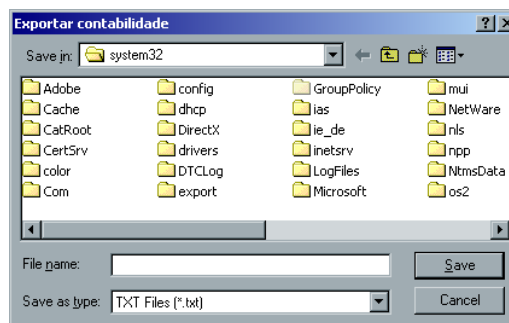 Exportar contabilidade
Save in: system32
Adobe config GroupPolicy mui
Cache dhcp ias NetWare
CatRoot DirectX ie_de nls
CertSrv drivers inetsrv npp
color DTCLog LogFiles NtmsData
Com export Microsoft os2
File name: Save
Save as type: TXT Files (*.txt) Cancel